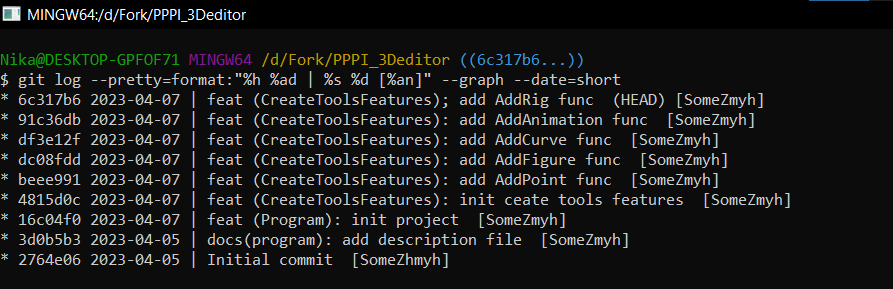 MINGW64:/d/Fork/PPPI_3Deditor
Nika@DESKTOP-GPFOF71 MINGW64 /d/Fork/PPPI_3Deditor ((6c317b6...))
$ git log --pretty=format:"%h %ad | %s %d [%an]" --graph --date=short
* 6c317b6 2023-04-07 | feat (CreateToolsFeatures); add AddRig func  (HEAD) [SomeZmyh]
* 91c36db 2023-04-07 | feat (CreateToolsFeatures): add AddAnimation func  [SomeZmyh]
* df3e12f 2023-04-07 | feat (CreateToolsFeatures): add AddCurve func  [SomeZmyh]
* dc08fdd 2023-04-07 | feat (CreateToolsFeatures): add AddFigure func  [SomeZmyh]
* beee991 2023-04-07 | feat (CreateToolsFeatures): add AddPoint func  [SomeZmyh]
* 4815d0c 2023-04-07 | feat (CreateToolsFeatures): init ceate tools features  [SomeZmyh]
* 16c04f0 2023-04-07 | feat (Program): init project  [SomeZmyh]
* 3d0b5b3 2023-04-05 | docs(program): add description file  [SomeZmyh]
* 2764e06 2023-04-05 | Initial commit  [SomeZhmyh]